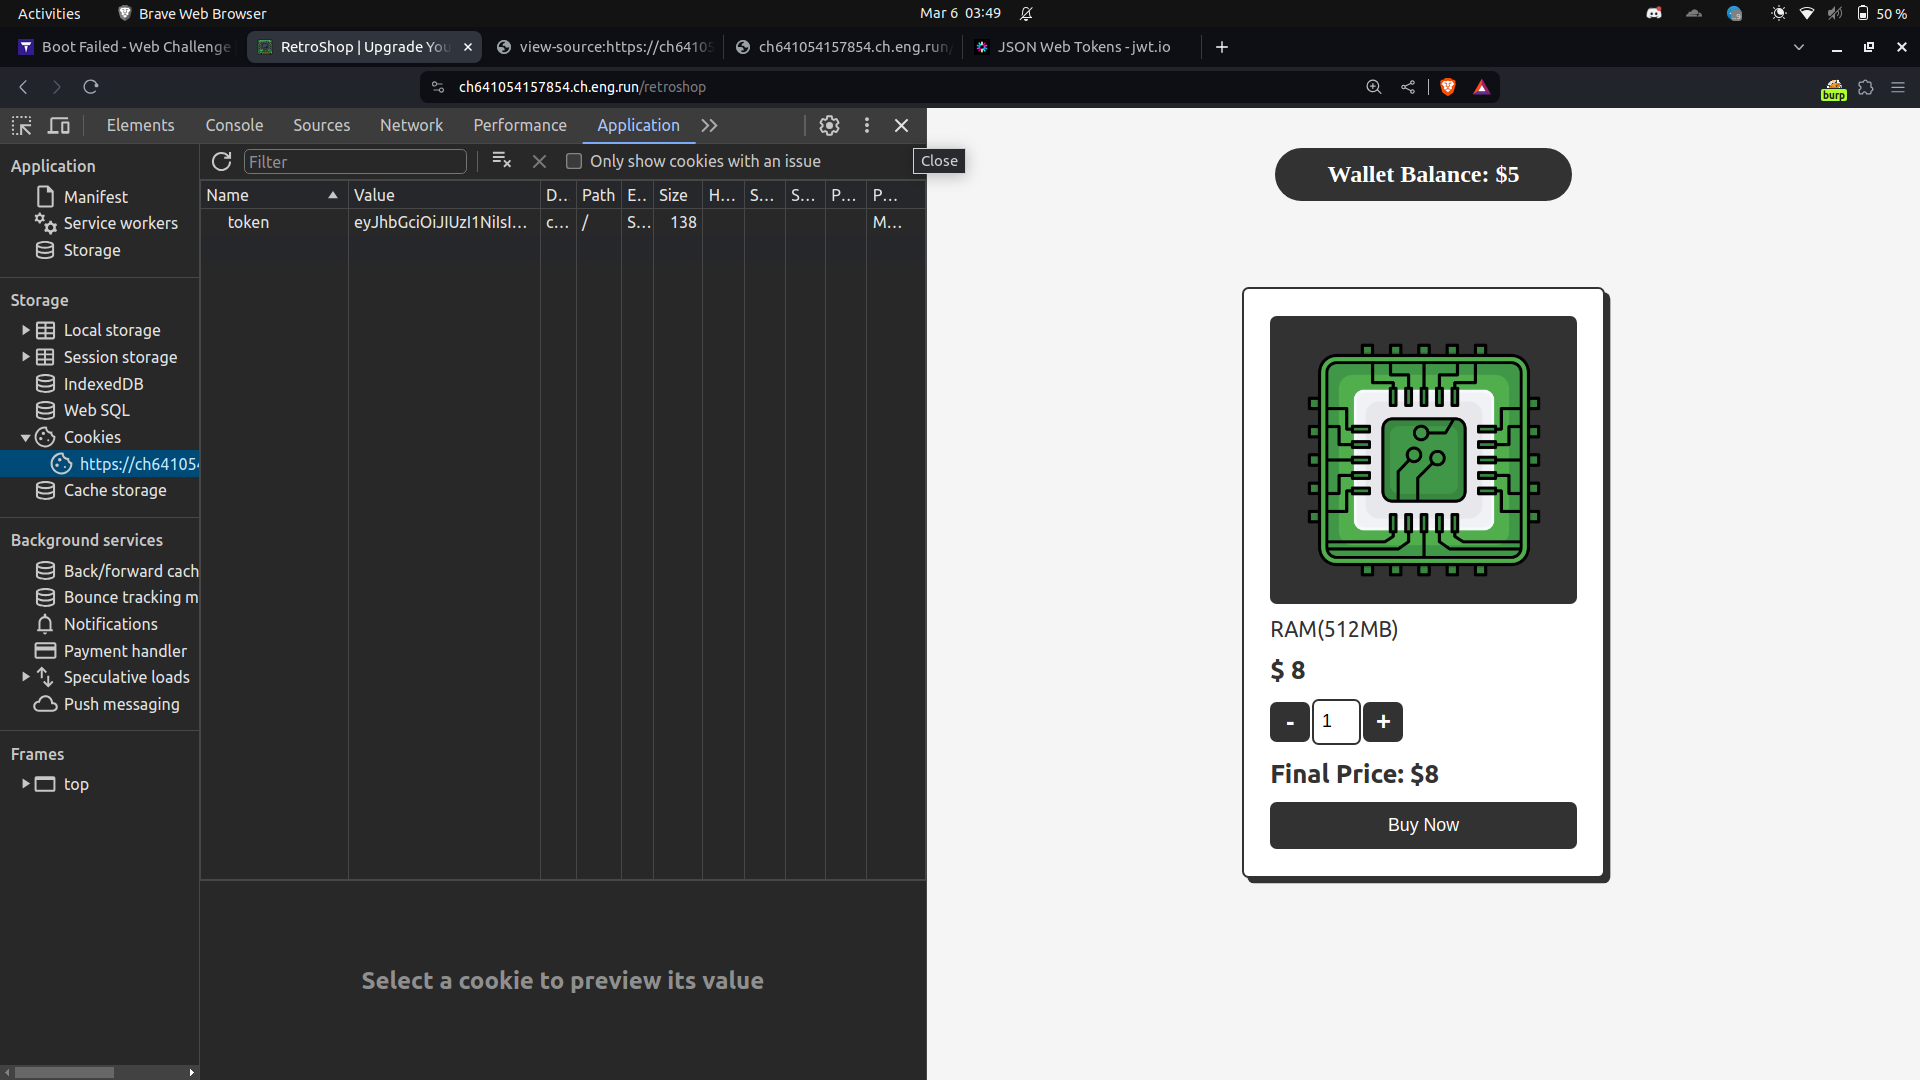 Activities
Brave Web Browser
Mar 6 03:49
50 %
Boot Failed - Web Challenge
RetroShop | Upgrade You
view-source:https://ch64105
ch641054157854.ch.eng.run/
JSON Web Tokens - jwt.io
ch641054157854.ch.eng.run/retroshop
burp
Elements
Console
Sources
Network
Performance
Application
Application
Manifest
Service workers
Storage
Storage
Local storage
Session storage
IndexedDB
Web SQL
Cookies
https://ch64105
Cache storage
Background services
Back/forward cach
Bounce tracking m
Notifications
Payment handler
Speculative loads
Push messaging
Frames
top
Filter
Only show cookies with an issue
Close
Name Value D.. Path E.. Size H... S... S... P... P...
token eyJhbGciOiJIUzI1NiIsI... c... / S... 138 M...
Select a cookie to preview its value
Wallet Balance: $5
RAM(512MB)
$ 8
- 1 +
Final Price: $8
Buy Now